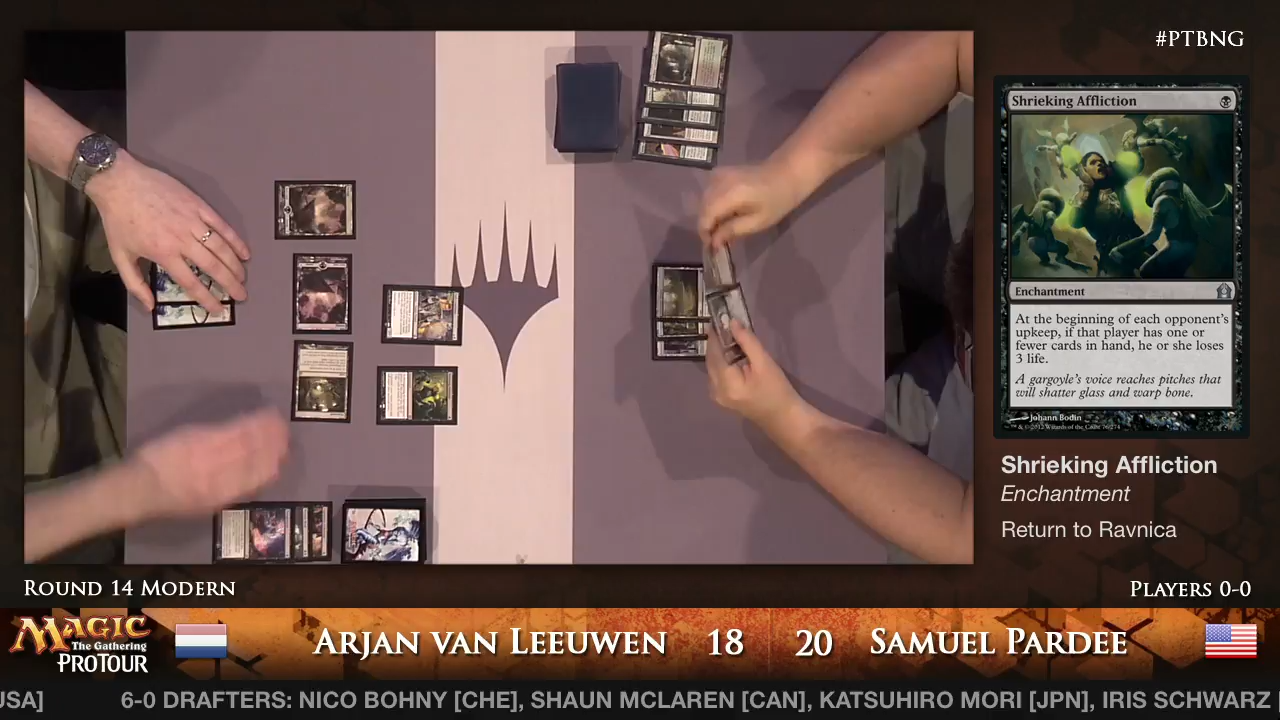 #PTBNG
Shrieking Affliction
Enchantment
At the beginning of each opponent's
upkeep, if that player has one or
fewer cards in hand, he or she loses
3 life.
A gargoyle's voice reaches pitches that
will shatter glass and warp bone.
Johann Bodin
Shrieking Affliction
Enchantment
Return to Ravnica
Round 14 Modern
Players 0-0
Magic
The Gathering
ProTour
Arjan van Leeuwen 18 20 Samuel Pardee
USA] 6-0 DRAFTERS: NICO BOHNY [CHE], SHAUN MCLAREN [CAN], KATSUHIRO MORI [JPN], IRIS SCHWARZ